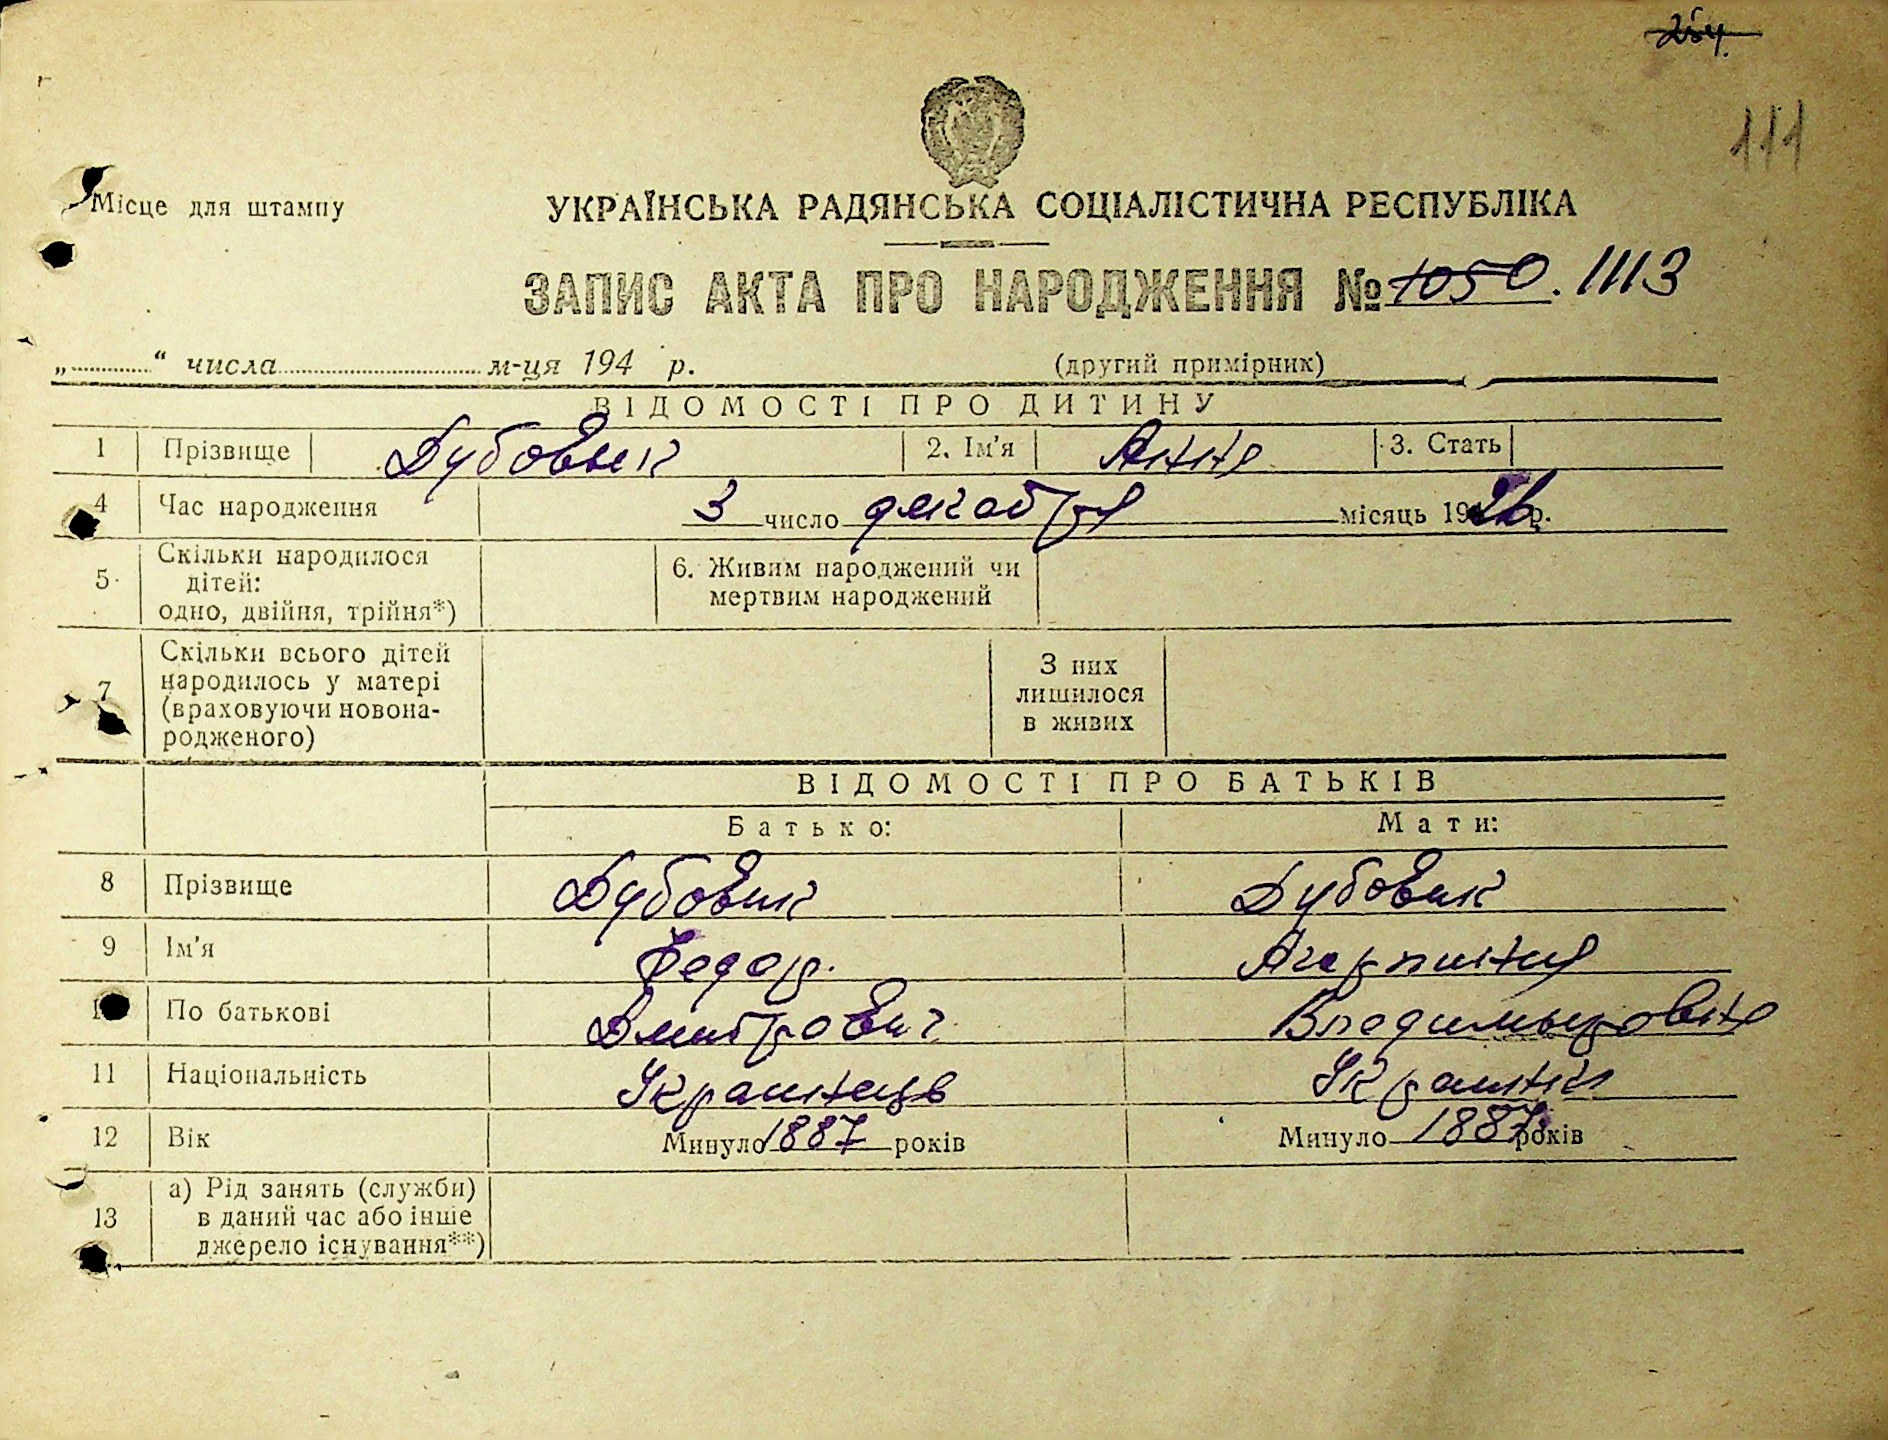 254.
111
Місце для штампу
УКРАЇНСЬКА РАДЯНСЬКА СОЦІАЛІСТИЧНА РЕСПУБЛІКА
ЗАПИС АКТА ПРО НАРОДЖЕННЯ № 1050. 1113
„ “ числа м-ця 194 р. (другий примірник)
ВІДОМОСТІ ПРО ДИТИНУ
1 Прізвище Дубовик 2. Ім'я Анна 3. Стать
4 Час народження 3 число декабря місяць 1926 р.
5 Скільки народилося дітей: одно, двійня, трійня*) 6. Живим народжений чи мертвим народжений
7 Скільки всього дітей народилось у матері (враховуючи новонародженого) З них лишилося в живих
ВІДОМОСТІ ПРО БАТЬКІВ
Батько: Мати:
8 Прізвище Дубовик Дубовик
9 Ім'я Федор. Агрипина
По батькові Дмитрович Владимировна
11 Національність Украинець Украинка
12 Вік Минуло 1887 років Минуло 1887 років
13 а) Рід занять (служби) в даний час або інше джерело існування**)